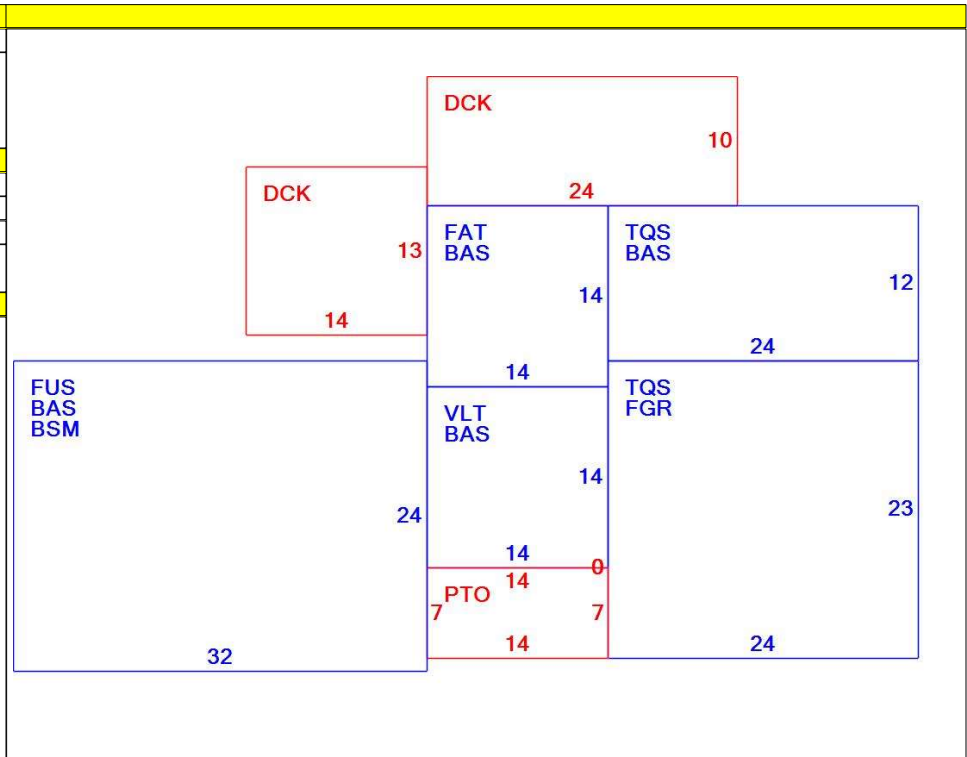 DCK
10
24
DCK
13
14
FAT
BAS
14
14
TQS
BAS
12
24
FUS
BAS
BSM
24
32
VLT
BAS
14
14
TQS
FGR
23
24
0
14
PTO
7
7
14